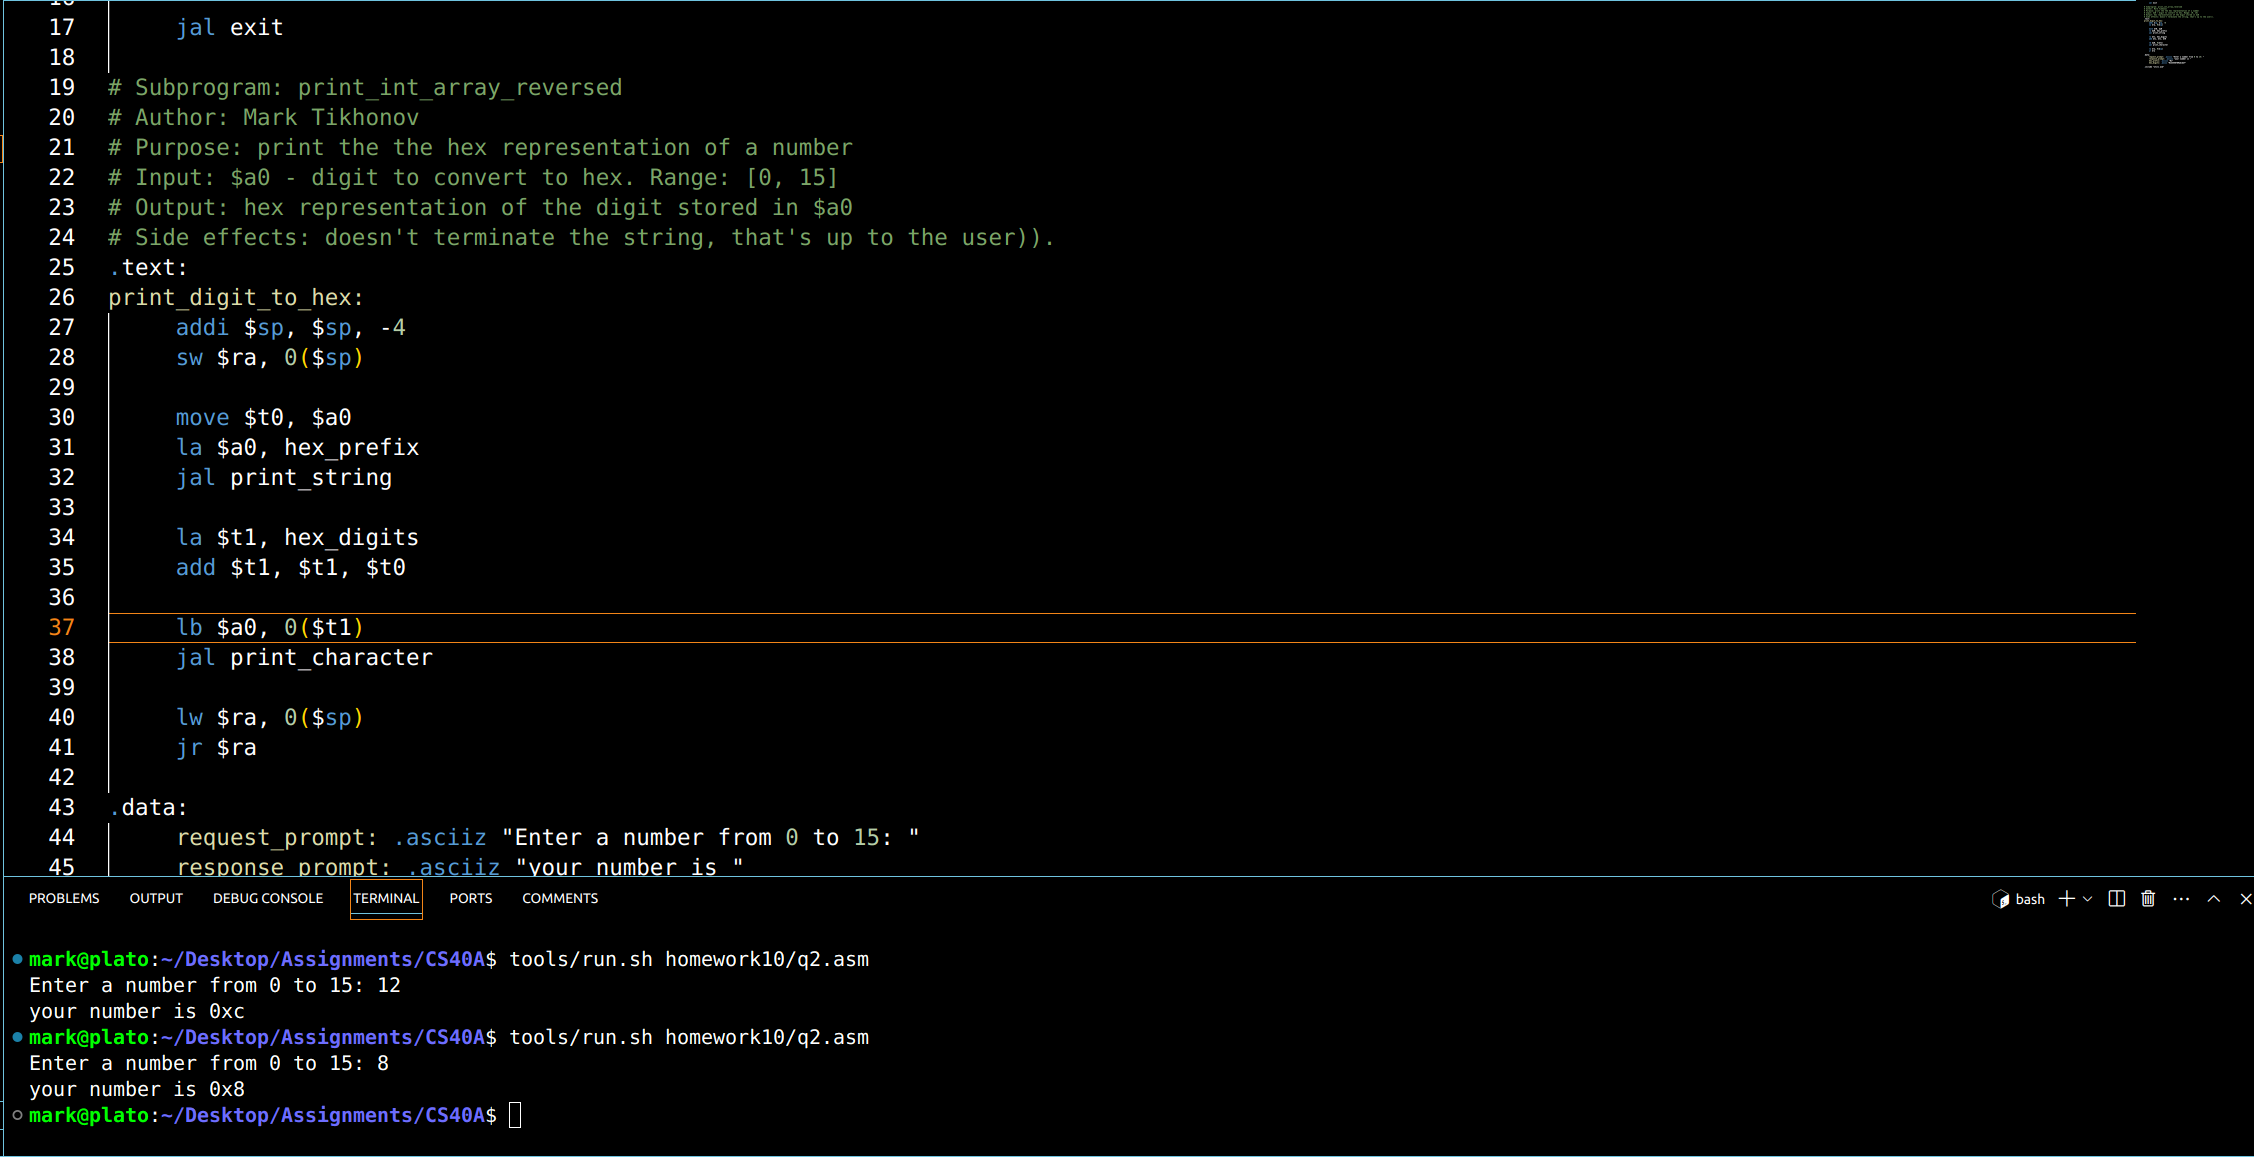 17 jal exit
18
19 # Subprogram: print_int_array_reversed
20 # Author: Mark Tikhonov
21 # Purpose: print the the hex representation of a number
22 # Input: $a0 - digit to convert to hex. Range: [0, 15]
23 # Output: hex representation of the digit stored in $a0
24 # Side effects: doesn't terminate the string, that's up to the user)).
25 .text:
26 print_digit_to_hex:
27 addi $sp, $sp, -4
28 sw $ra, 0($sp)
29
30 move $t0, $a0
31 la $a0, hex_prefix
32 jal print_string
33
34 la $t1, hex_digits
35 add $t1, $t1, $t0
36
37 lb $a0, 0($t1)
38 jal print_character
39
40 lw $ra, 0($sp)
41 jr $ra
42
43 .data:
44 request_prompt: .asciiz "Enter a number from 0 to 15: "
45 response_prompt: .asciiz "your number is "
PROBLEMS OUTPUT DEBUG CONSOLE TERMINAL PORTS COMMENTS bash
mark@plato:~/Desktop/Assignments/CS40A$ tools/run.sh homework10/q2.asm
Enter a number from 0 to 15: 12
your number is 0xc
mark@plato:~/Desktop/Assignments/CS40A$ tools/run.sh homework10/q2.asm
Enter a number from 0 to 15: 8
your number is 0x8
mark@plato:~/Desktop/Assignments/CS40A$